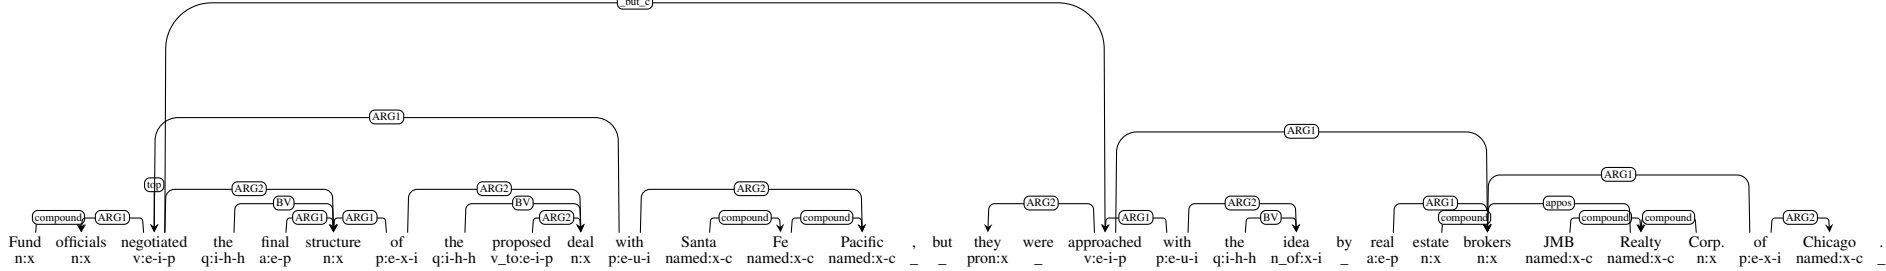 _but_c
ARG1
ARG1
top
ARG1
ARG2
ARG2
ARG2
BV
BV
ARG2
ARG2
ARG1
appos
compound
ARG1
ARG1
ARG1
ARG2
compound
compound
ARG1
BV
compound
compound
compound
ARG2
Fund officials negotiated the final structure of the proposed deal with Santa Fe Pacific , but they were approached with the idea by real estate brokers JMB Realty Corp. of Chicago .
n:x n:x v:e-i-p q:i-h-h a:e-p n:x p:e-x-i q:i-h-h v_to:e-i-p n:x p:e-u-i named:x-c named:x-c named:x-c _ _ pron:x _ v:e-i-p p:e-u-i q:i-h-h n_of:x-i _ a:e-p n:x n:x named:x-c named:x-c n:x p:e-x-i named:x-c _